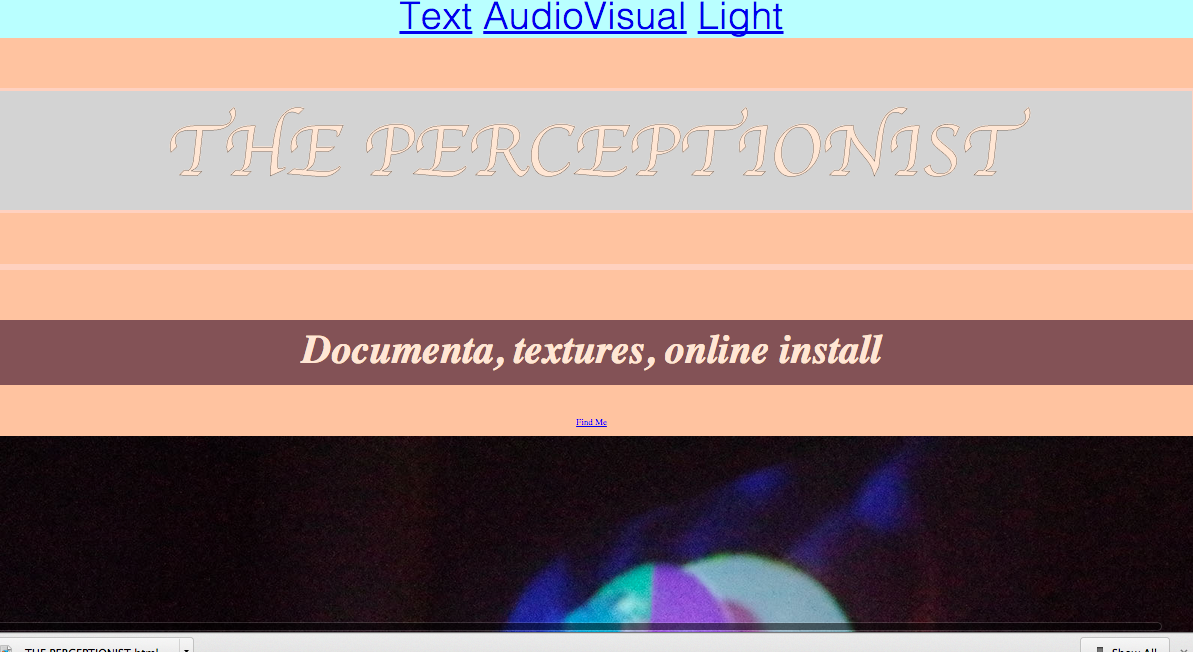 Text AudioVisual Light
THE PERCEPTIONIST
Documenta, textures, online install
Find Me
THE PERCEPTIONIST.html
Show All